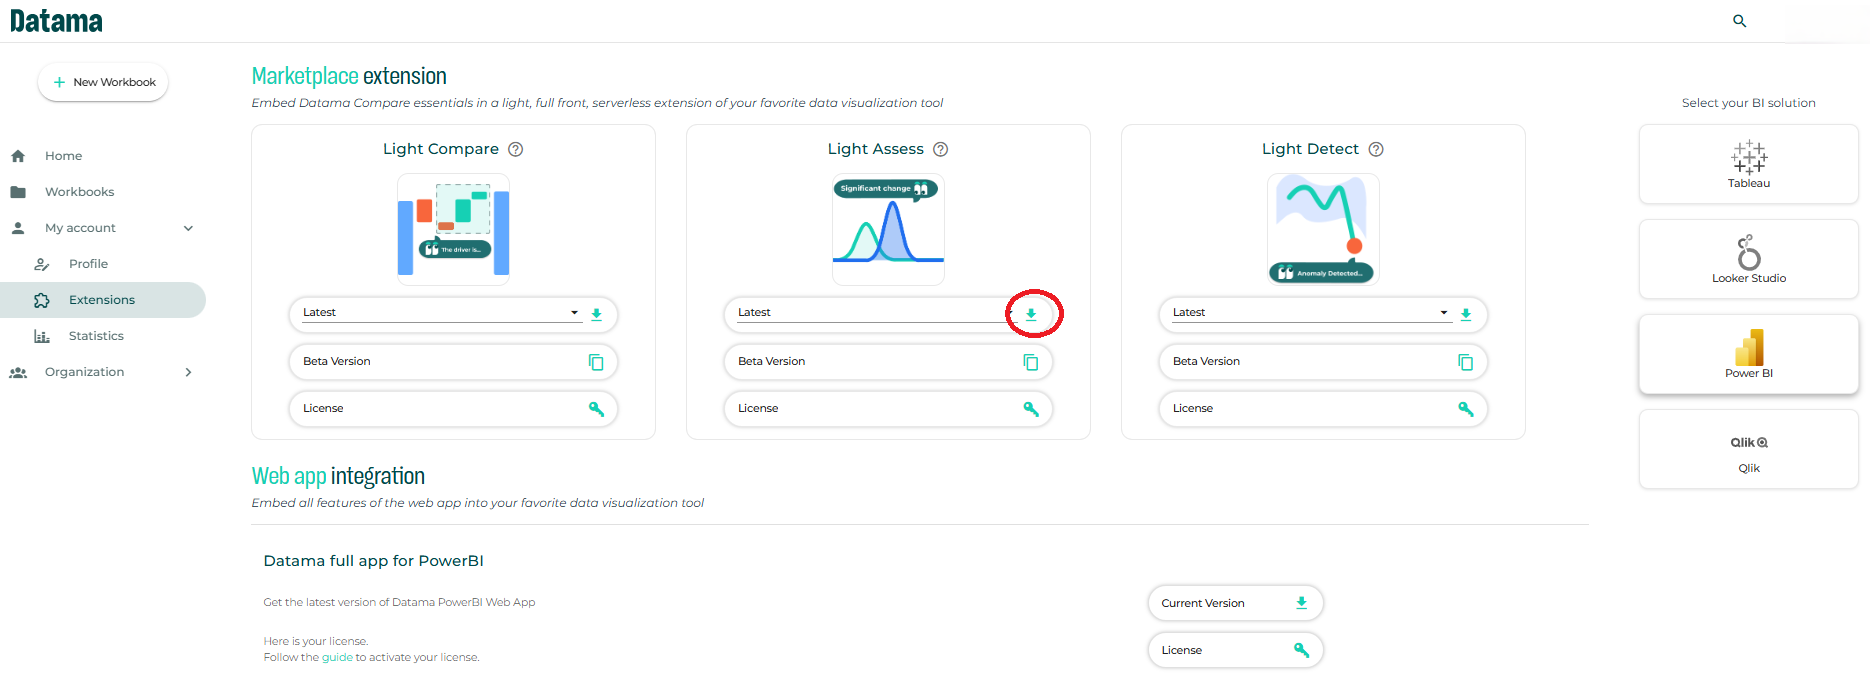 Datama
New Workbook
Home
Workbooks
My account
Profile
Extensions
Statistics
Organization
Marketplace extension
Embed Datama Compare essentials in a light, full front, serverless extension of your favorite data visualization tool
Light Compare
The driver is...
Latest
Beta Version
License
Light Assess
Significant change
Latest
Beta Version
License
Light Detect
Anomaly Detected...
Latest
Beta Version
License
Web app integration
Embed all features of the web app into your favorite data visualization tool
Datama full app for PowerBI
Get the latest version of Datama PowerBI Web App
Current Version
Here is your license.
Follow the guide to activate your license.
License
Select your BI solution
Tableau
Looker Studio
Power BI
Qlik
Qlik